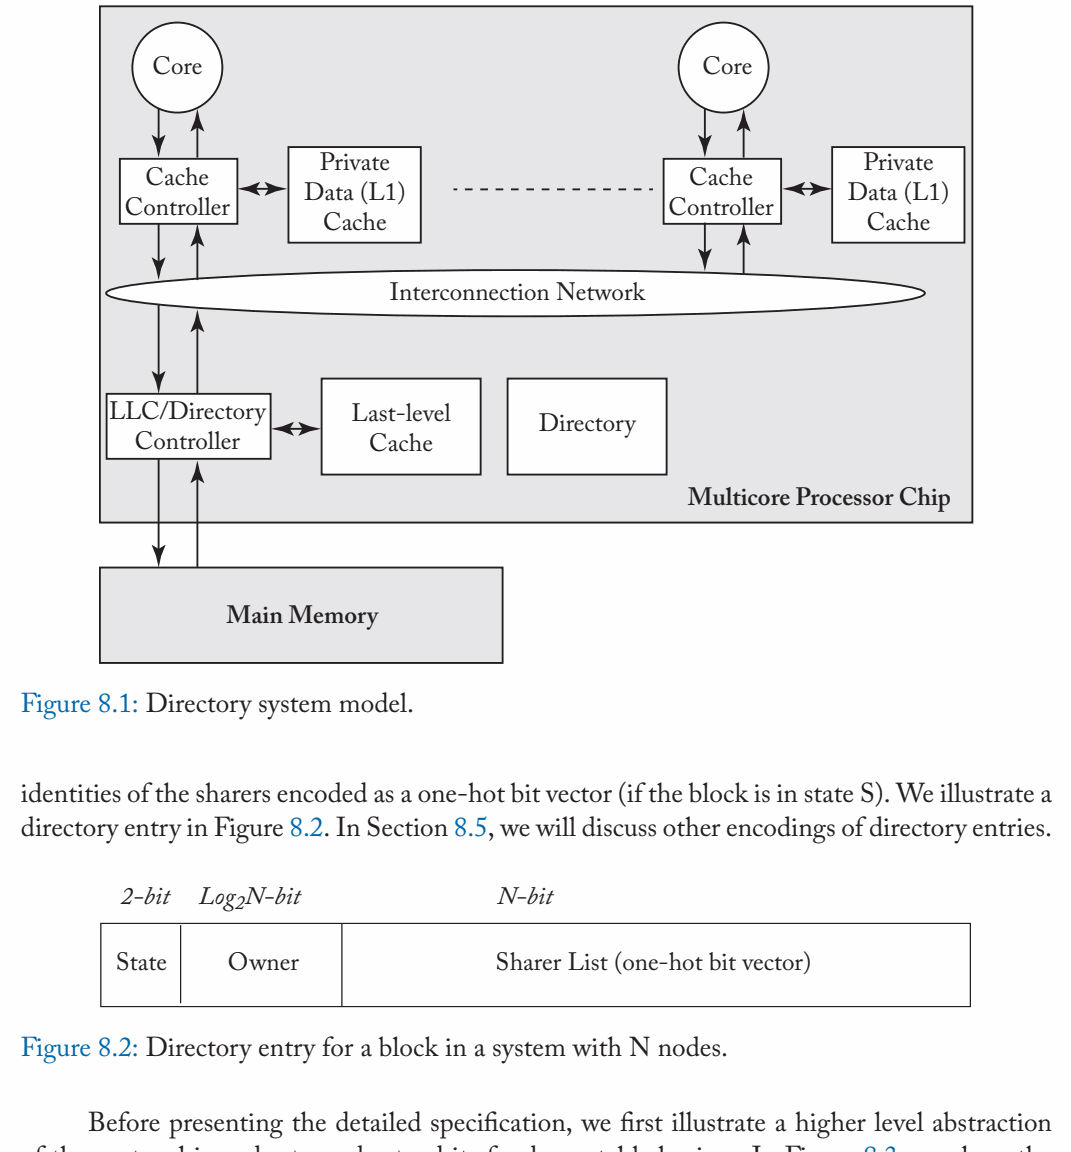 Core
Core
Cache
Controller
Private
Data (L1)
Cache
Cache
Controller
Private
Data (L1)
Cache
Interconnection Network
LLC/Directory
Controller
Last-level
Cache
Directory
Multicore Processor Chip
Main Memory
Figure 8.1: Directory system model.
identities of the sharers encoded as a one-hot bit vector (if the block is in state S). We illustrate a
directory entry in Figure 8.2. In Section 8.5, we will discuss other encodings of directory entries.
2-bit Log2N-bit N-bit
State Owner Sharer List (one-hot bit vector)
Figure 8.2: Directory entry for a block in a system with N nodes.
Before presenting the detailed specification, we first illustrate a higher level abstraction